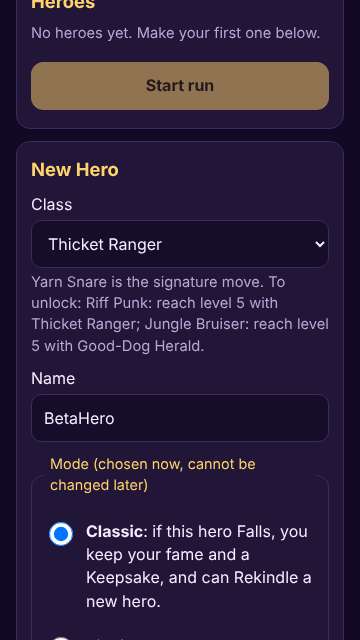 Heroes
No heroes yet. Make your first one below.
Start run
New Hero
Class
Thicket Ranger
Yarn Snare is the signature move. To
unlock: Riff Punk: reach level 5 with
Thicket Ranger; Jungle Bruiser: reach level
5 with Good-Dog Herald.
Name
BetaHero
Mode (chosen now, cannot be
changed later)
Classic: if this hero Falls, you
keep your fame and a
Keepsake, and can Rekindle a
new hero.